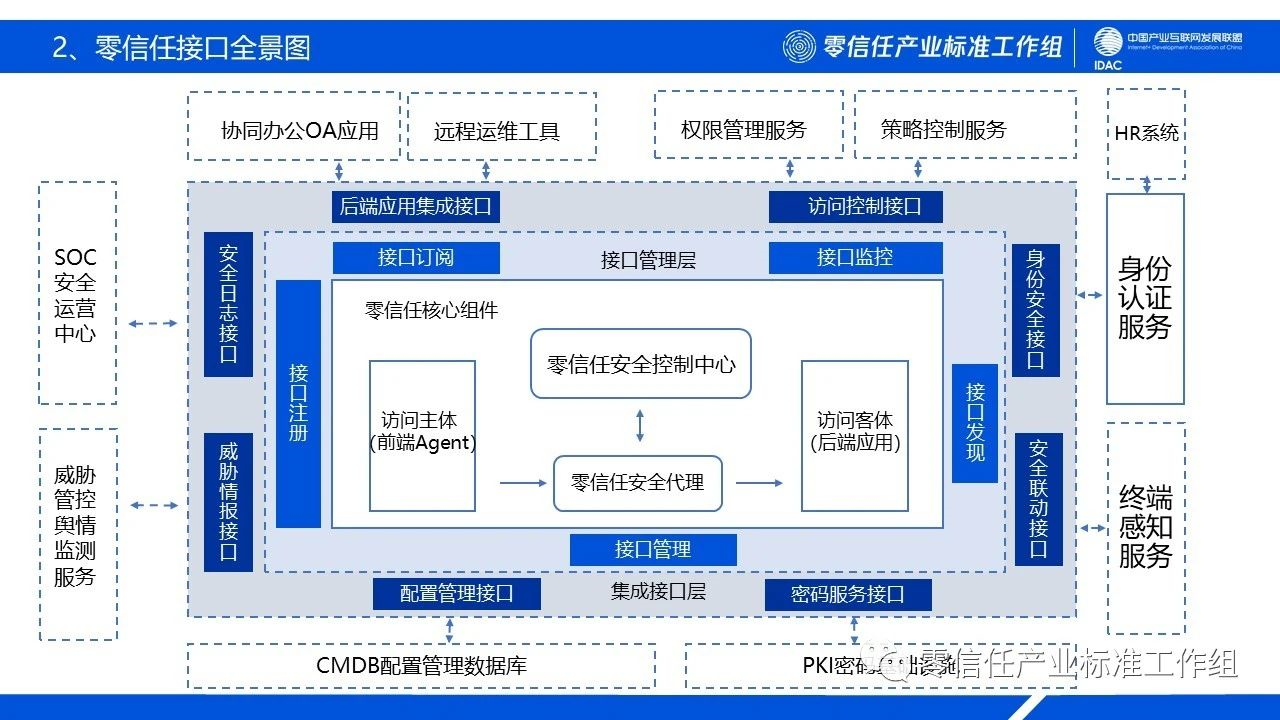 2、零信任接口全景图
零信任产业标准工作组
中国产业互联网发展联盟
Internet+ Development Association of China
IDAC
协同办公OA应用
远程运维工具
权限管理服务
策略控制服务
HR系统
后端应用集成接口
访问控制接口
SOC
安全
运营
中心
安全日志接口
接口订阅
接口管理层
接口监控
身份安全接口
身份
认证
服务
零信任核心组件
零信任安全控制中心
接口注册
访问主体
(前端Agent)
访问客体
(后端应用)
接口发现
零信任安全代理
威胁
管控
舆情
监测
服务
威胁情报接口
安全联动接口
终端
感知
服务
接口管理
配置管理接口
集成接口层
密码服务接口
CMDB配置管理数据库
PKI密码
零信任产业标准工作组